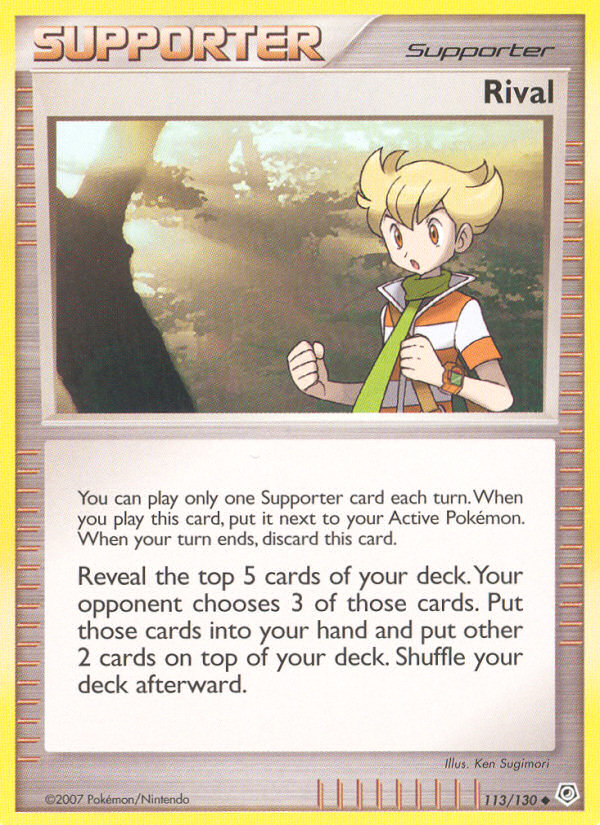 SUPPORTER
Supporter
Rival
You can play only one Supporter card each turn. When
you play this card, put it next to your Active Pokémon.
When your turn ends, discard this card.
Reveal the top 5 cards of your deck. Your
opponent chooses 3 of those cards. Put
those cards into your hand and put other
2 cards on top of your deck. Shuffle your
deck afterward.
Illus. Ken Sugimori
©2007 Pokémon/Nintendo
113/130